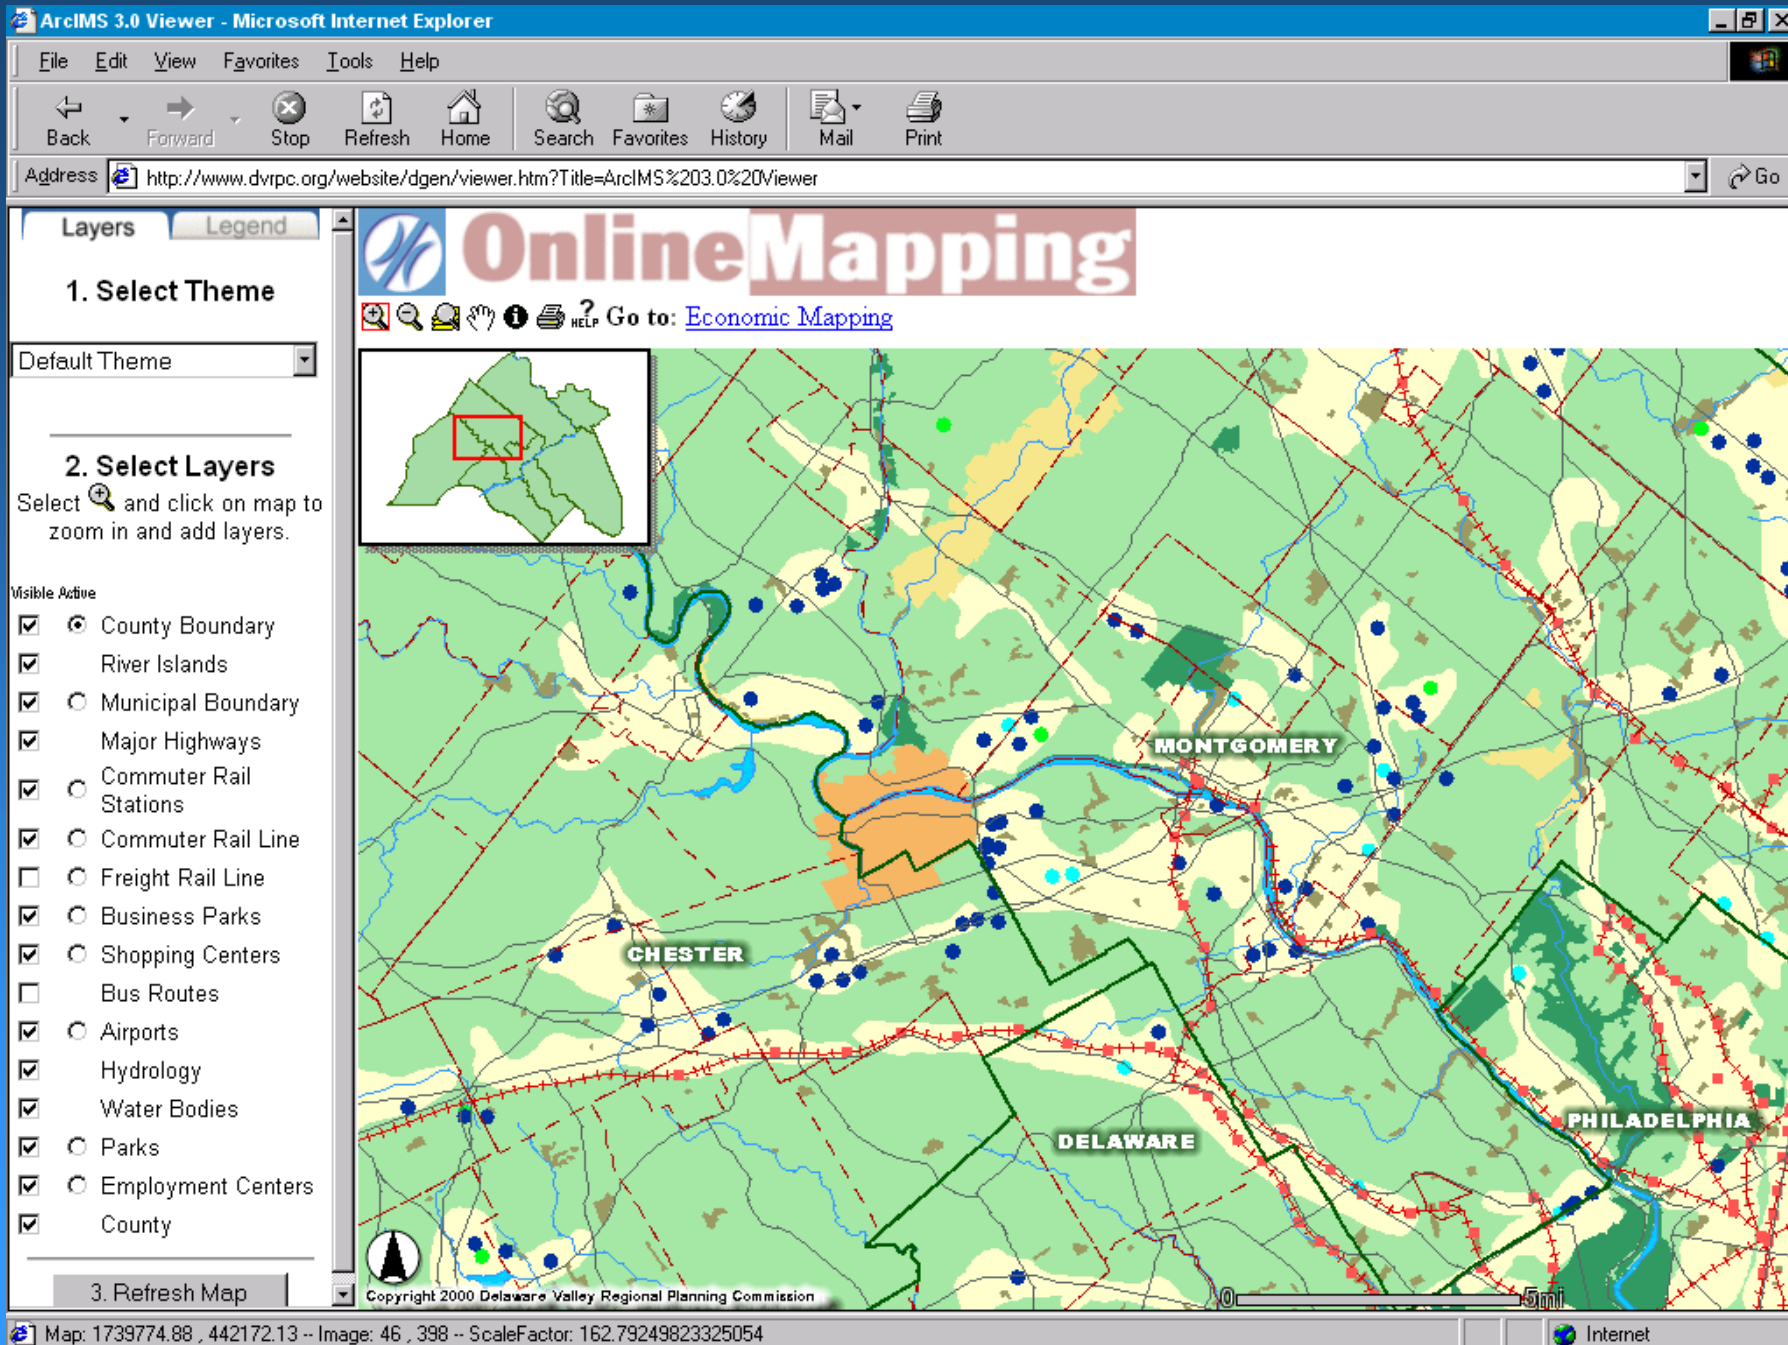 ArcIMS 3.0 Viewer - Microsoft Internet Explorer
File Edit View Favorites Tools Help
Back Forward Stop Refresh Home Search Favorites History Mail Print
Address http://www.dvrpc.org/website/dgen/viewer.htm?Title=ArcIMS%203.0%20Viewer Go
Layers Legend
OnlineMapping
1. Select Theme
HELP Go to: Economic Mapping
Default Theme
2. Select Layers
Select and click on map to
zoom in and add layers.
Visible Active
County Boundary
River Islands
Municipal Boundary
Major Highways
Commuter Rail
Stations
Commuter Rail Line
Freight Rail Line
Business Parks
Shopping Centers
Bus Routes
Airports
Hydrology
Water Bodies
Parks
Employment Centers
County
3. Refresh Map
MONTGOMERY
CHESTER
PHILADELPHIA
DELAWARE
Copyright 2000 Delaware Valley Regional Planning Commission
0 5mi
Map: 1739774.88 , 442172.13 -- Image: 46 , 398 -- ScaleFactor: 162.79249823325054
Internet